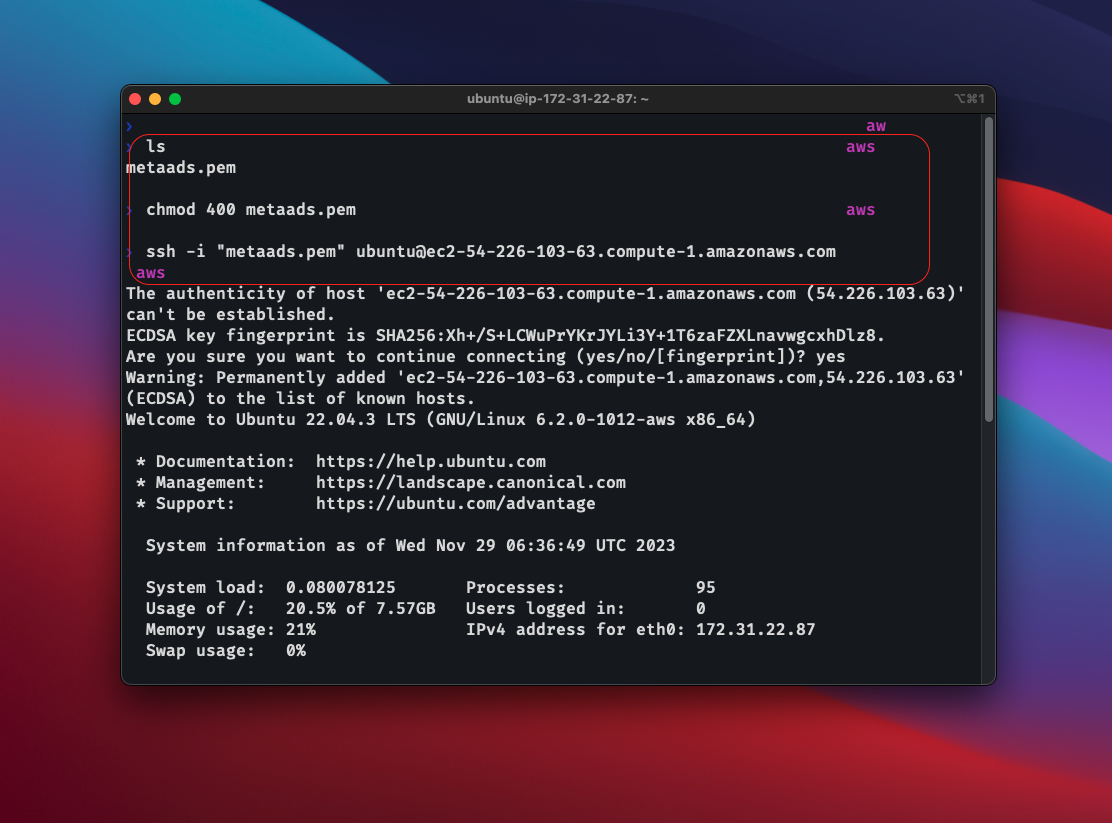 ubuntu@ip-172-31-22-87: ~ ⌥⌘1
❯ aw
❯ ls aws
metaads.pem
❯ chmod 400 metaads.pem aws
❯ ssh -i "metaads.pem" ubuntu@ec2-54-226-103-63.compute-1.amazonaws.com
aws
The authenticity of host 'ec2-54-226-103-63.compute-1.amazonaws.com (54.226.103.63)'
can't be established.
ECDSA key fingerprint is SHA256:Xh+/S+LCWuPrYKrJYLi3Y+1T6zaFZXLnavwgcxhDlz8.
Are you sure you want to continue connecting (yes/no/[fingerprint])? yes
Warning: Permanently added 'ec2-54-226-103-63.compute-1.amazonaws.com,54.226.103.63'
(ECDSA) to the list of known hosts.
Welcome to Ubuntu 22.04.3 LTS (GNU/Linux 6.2.0-1012-aws x86_64)
* Documentation: https://help.ubuntu.com
* Management: https://landscape.canonical.com
* Support: https://ubuntu.com/advantage
System information as of Wed Nov 29 06:36:49 UTC 2023
System load: 0.080078125 Processes: 95
Usage of /: 20.5% of 7.57GB Users logged in: 0
Memory usage: 21% IPv4 address for eth0: 172.31.22.87
Swap usage: 0%